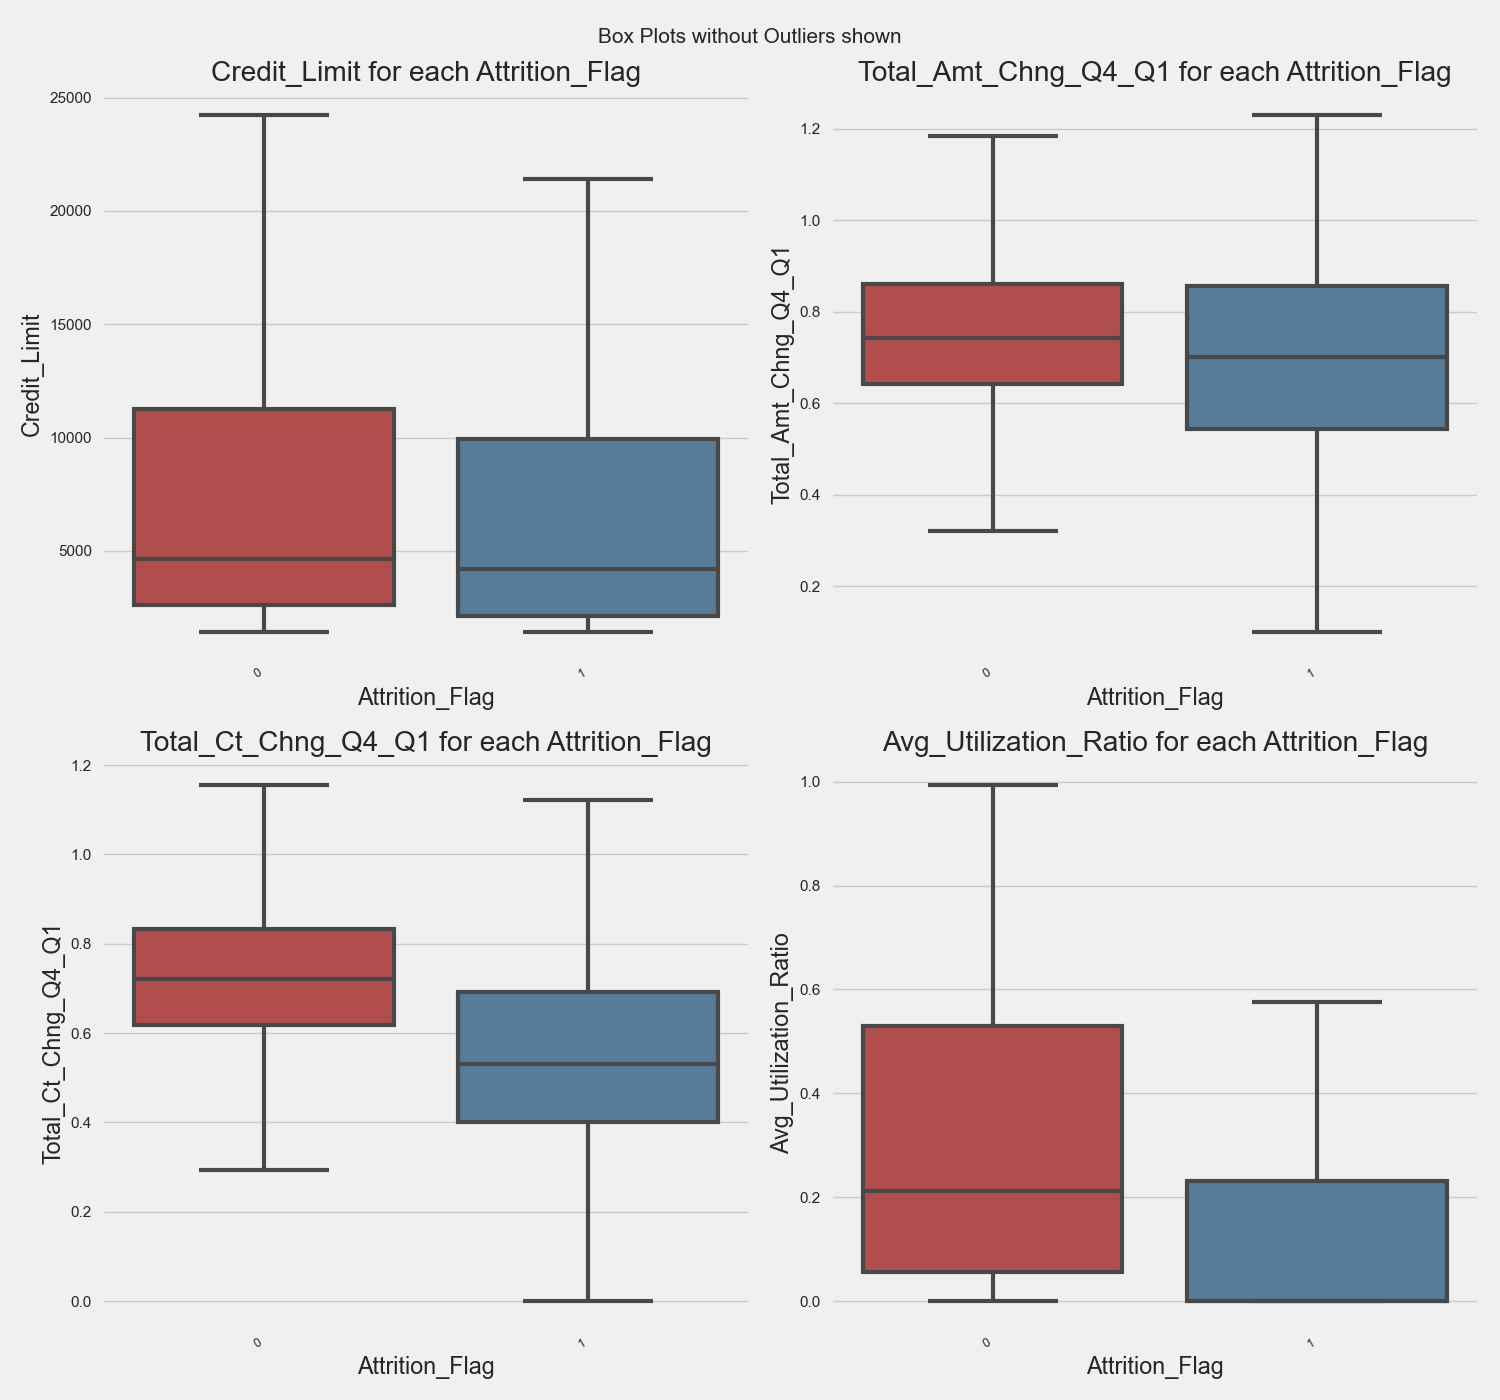 Box Plots without Outliers shown
Credit_Limit for each Attrition_Flag
25000
20000
15000
10000
5000
Credit_Limit
0
1
Attrition_Flag
Total_Amt_Chng_Q4_Q1 for each Attrition_Flag
1.2
1.0
0.8
0.6
0.4
0.2
Total_Amt_Chng_Q4_Q1
0
1
Attrition_Flag
Total_Ct_Chng_Q4_Q1 for each Attrition_Flag
1.2
1.0
0.8
0.6
0.4
0.2
0.0
Total_Ct_Chng_Q4_Q1
0
1
Attrition_Flag
Avg_Utilization_Ratio for each Attrition_Flag
1.0
0.8
0.6
0.4
0.2
0.0
Avg_Utilization_Ratio
0
1
Attrition_Flag